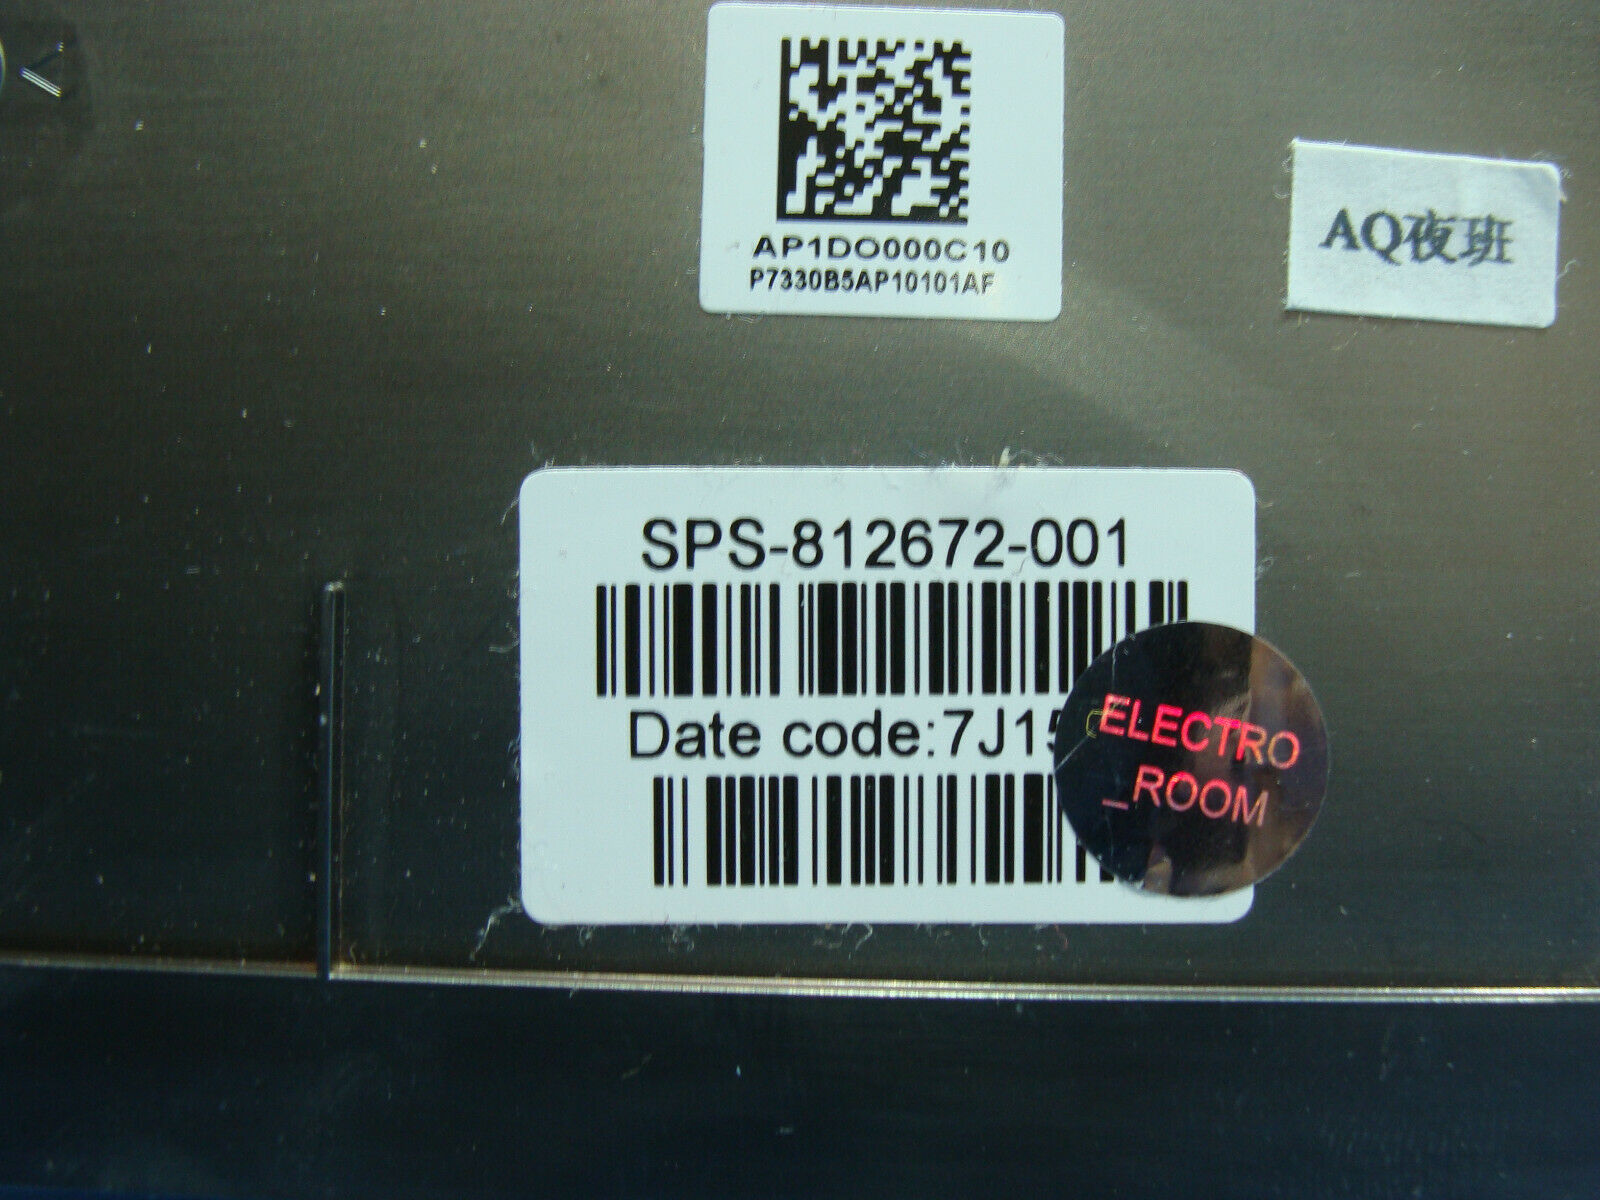 AP1DO000C10
P7330B5AP10101AF
AQ夜班
SPS-812672-001
Date code:7J15
ELECTRO
_ROOM